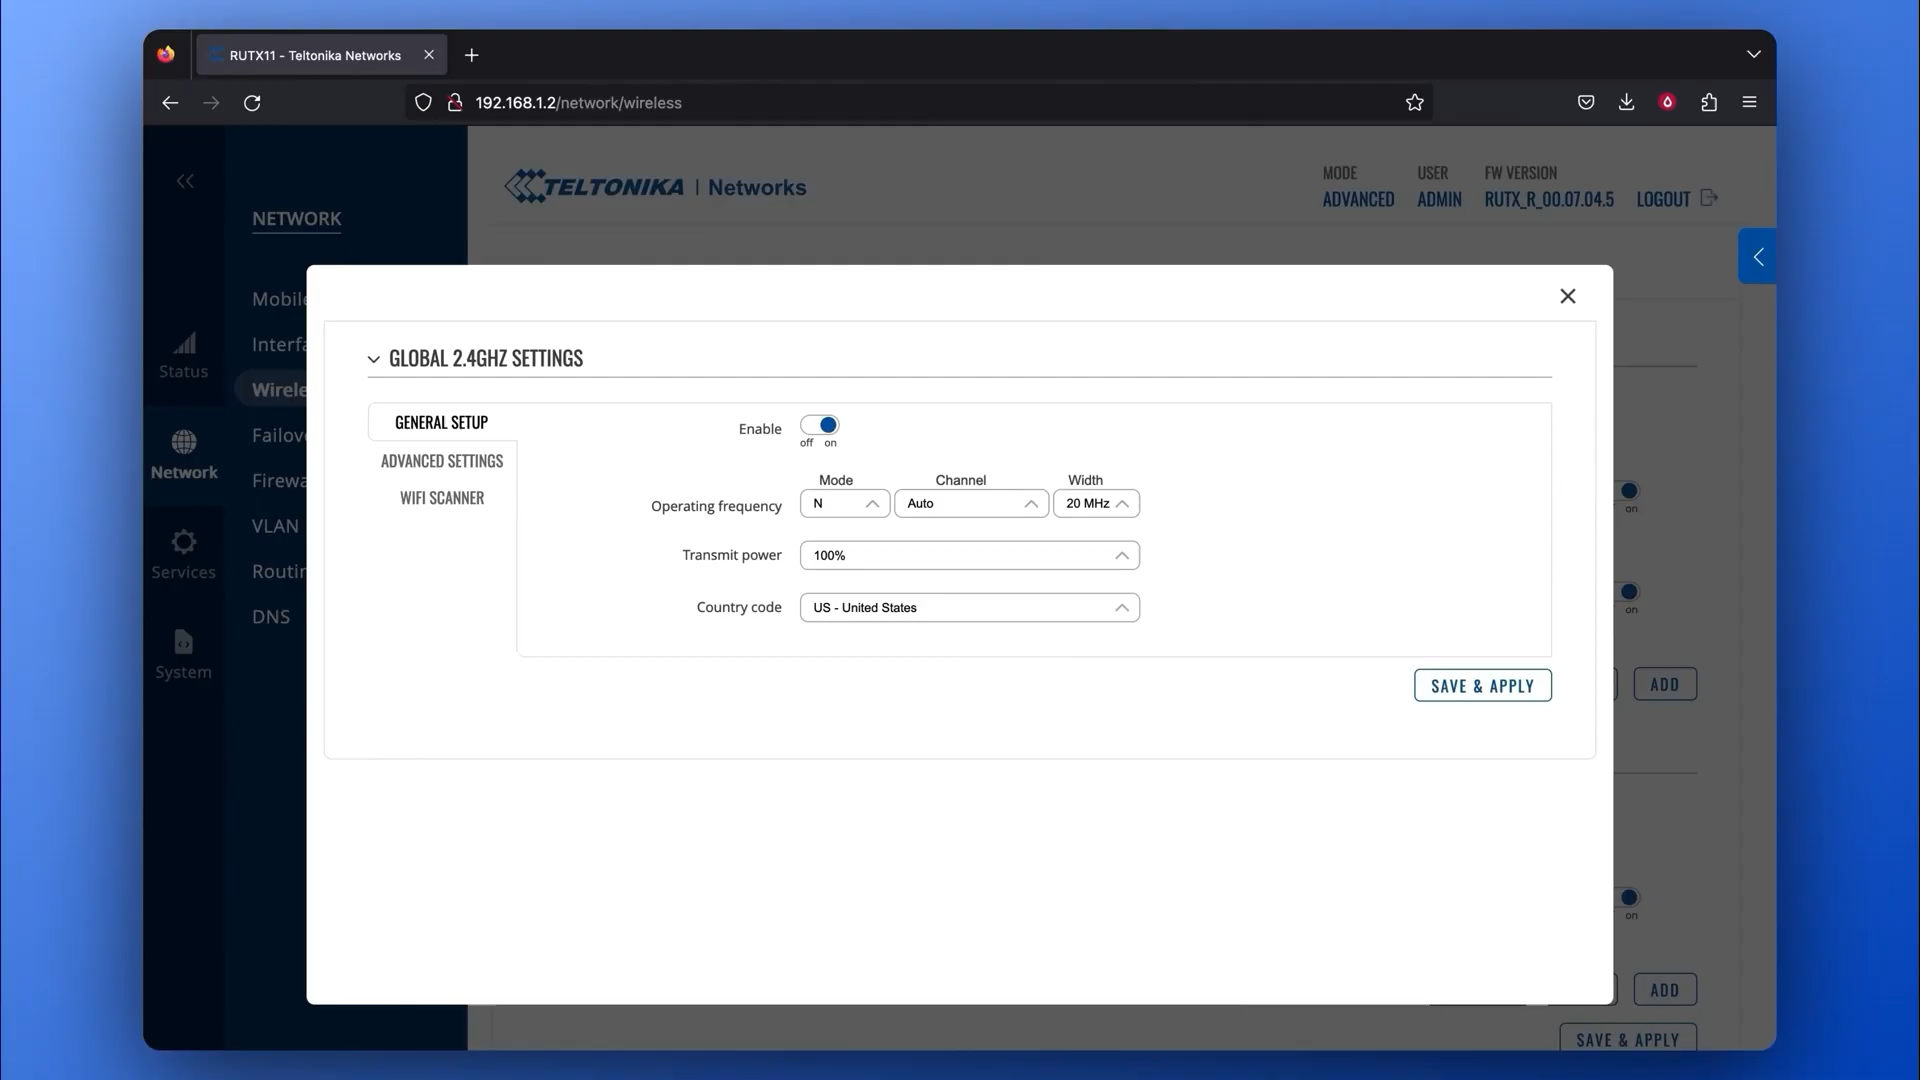 RUTX11 - Teltonika Networks
192.168.1.2/network/wireless
TELTONIKA | Networks
MODE
ADVANCED
USER
ADMIN
FW VERSION
RUTX_R_00.07.04.5
LOGOUT
Status
Network
Services
System
NETWORK
Mobile
Interfa
Wirele
Failov
Firewa
VLAN
Routin
DNS
GLOBAL 2.4GHZ SETTINGS
GENERAL SETUP
ADVANCED SETTINGS
WIFI SCANNER
Enable
off on
Mode Channel Width
Operating frequency N Auto 20 MHz
Transmit power 100%
Country code US - United States
SAVE & APPLY
on
on
ADD
on
ADD
SAVE & APPLY